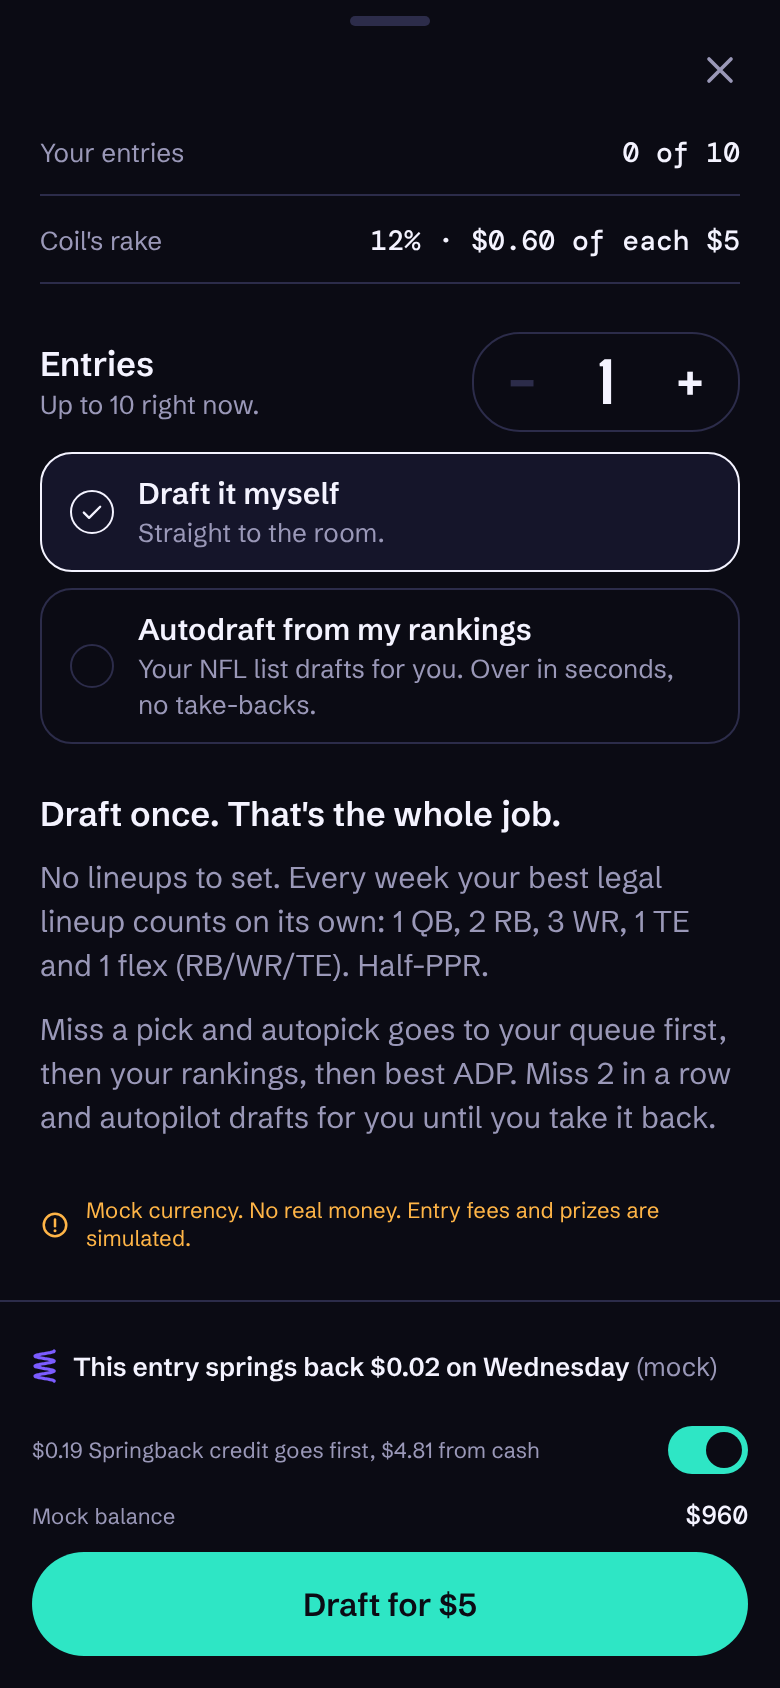 Your entries 0 of 10
Coil's rake 12% · $0.60 of each $5
Entries
Up to 10 right now.
− 1 +
Draft it myself
Straight to the room.
Autodraft from my rankings
Your NFL list drafts for you. Over in seconds,
no take-backs.
Draft once. That's the whole job.
No lineups to set. Every week your best legal
lineup counts on its own: 1 QB, 2 RB, 3 WR, 1 TE
and 1 flex (RB/WR/TE). Half-PPR.
Miss a pick and autopick goes to your queue first,
then your rankings, then best ADP. Miss 2 in a row
and autopilot drafts for you until you take it back.
Mock currency. No real money. Entry fees and prizes are
simulated.
This entry springs back $0.02 on Wednesday (mock)
$0.19 Springback credit goes first, $4.81 from cash
Mock balance $960
Draft for $5